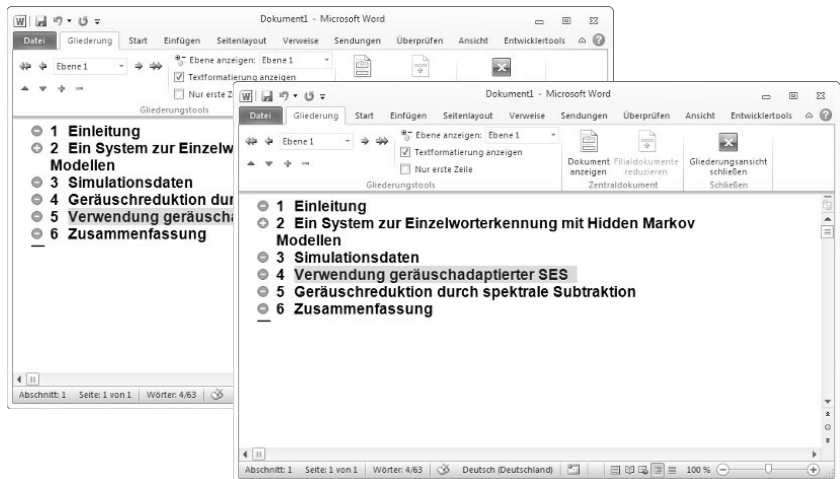 Dokument1 - Microsoft Word
Datei Gliederung Start Einfügen Seitenlayout Verweise Sendungen Überprüfen Ansicht Entwicklertools
Ebene 1 Ebene anzeigen: Ebene 1
Textformatierung anzeigen
Nur erste Z
Gliederungstools
1 Einleitung
2 Ein System zur Einzelw
Modellen
3 Simulationsdaten
4 Geräuschreduktion dur
5 Verwendung geräuscha
6 Zusammenfassung
Abschnitt: 1 Seite: 1 von 1 Wörter: 4/63
Dokument1 - Microsoft Word
Datei Gliederung Start Einfügen Seitenlayout Verweise Sendungen Überprüfen Ansicht Entwicklertools
Ebene 1 Ebene anzeigen: Ebene 1
Textformatierung anzeigen
Nur erste Zeile
Dokument Filialdokumente Gliederungsansicht
anzeigen reduzieren schließen
Gliederungstools Zentraldokument Schließen
1 Einleitung
2 Ein System zur Einzelworterkennung mit Hidden Markov
Modellen
3 Simulationsdaten
4 Verwendung geräuschadaptierter SES
5 Geräuschreduktion durch spektrale Subtraktion
6 Zusammenfassung
Abschnitt: 1 Seite: 1 von 1 Wörter: 4/63 Deutsch (Deutschland) 100 %